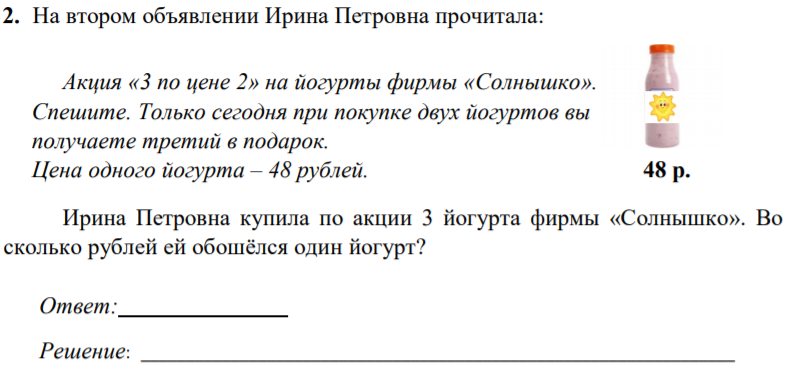 2. На втором объявлении Ирина Петровна прочитала:
Акция «3 по цене 2» на йогурты фирмы «Солнышко».
Спешите. Только сегодня при покупке двух йогуртов вы
получаете третий в подарок.
Цена одного йогурта – 48 рублей.
48 р.
Ирина Петровна купила по акции 3 йогурта фирмы «Солнышко». Во
сколько рублей ей обошёлся один йогурт?
Ответ:
Решение: